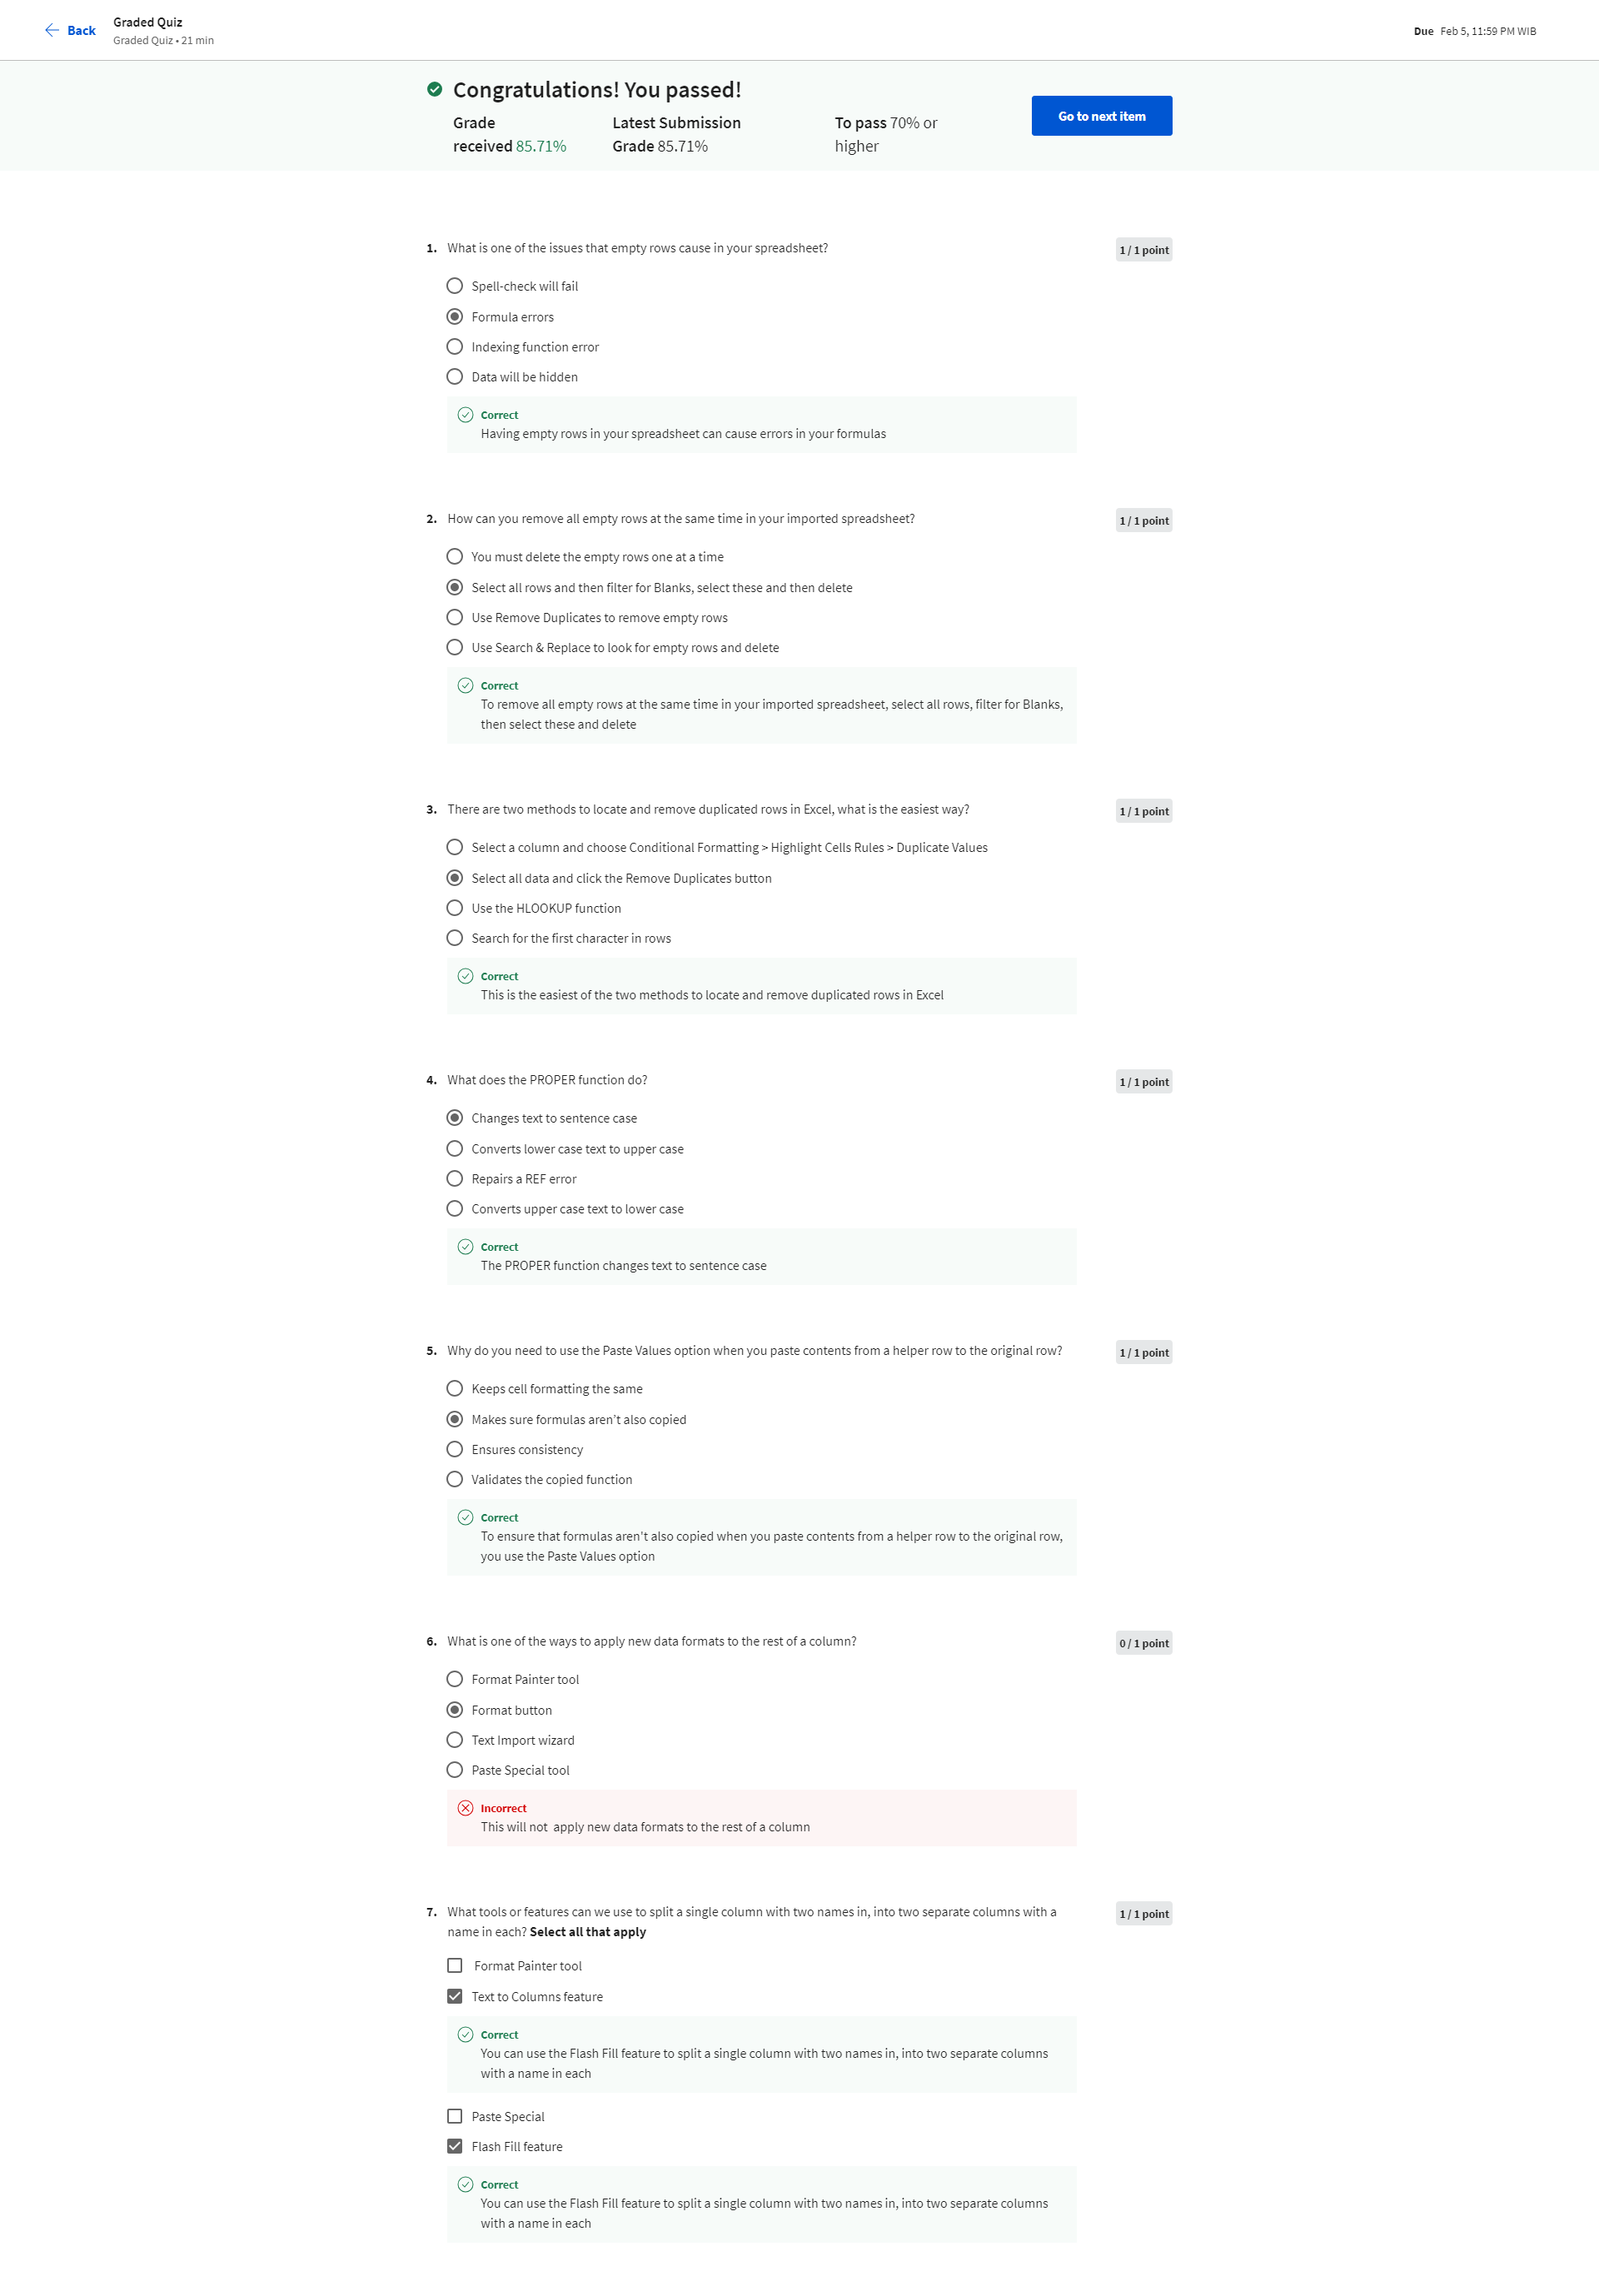 Back
Graded Quiz
Graded Quiz • 21 min
Due Feb 5, 11:59 PM WIB
Congratulations! You passed!
Grade
received 85.71%
Latest Submission
Grade 85.71%
To pass 70% or
higher
Go to next item
1. What is one of the issues that empty rows cause in your spreadsheet?
1 / 1 point
Spell-check will fail
Formula errors
Indexing function error
Data will be hidden
Correct
Having empty rows in your spreadsheet can cause errors in your formulas
2. How can you remove all empty rows at the same time in your imported spreadsheet?
1 / 1 point
You must delete the empty rows one at a time
Select all rows and then filter for Blanks, select these and then delete
Use Remove Duplicates to remove empty rows
Use Search & Replace to look for empty rows and delete
Correct
To remove all empty rows at the same time in your imported spreadsheet, select all rows, filter for Blanks,
then select these and delete
3. There are two methods to locate and remove duplicated rows in Excel, what is the easiest way?
1 / 1 point
Select a column and choose Conditional Formatting > Highlight Cells Rules > Duplicate Values
Select all data and click the Remove Duplicates button
Use the HLOOKUP function
Search for the first character in rows
Correct
This is the easiest of the two methods to locate and remove duplicated rows in Excel
4. What does the PROPER function do?
1 / 1 point
Changes text to sentence case
Converts lower case text to upper case
Repairs a REF error
Converts upper case text to lower case
Correct
The PROPER function changes text to sentence case
5. Why do you need to use the Paste Values option when you paste contents from a helper row to the original row?
1 / 1 point
Keeps cell formatting the same
Makes sure formulas aren't also copied
Ensures consistency
Validates the copied function
Correct
To ensure that formulas aren't also copied when you paste contents from a helper row to the original row,
you use the Paste Values option
6. What is one of the ways to apply new data formats to the rest of a column?
0 / 1 point
Format Painter tool
Format button
Text Import wizard
Paste Special tool
Incorrect
This will not apply new data formats to the rest of a column
7. What tools or features can we use to split a single column with two names in, into two separate columns with a
name in each? Select all that apply
1 / 1 point
Format Painter tool
Text to Columns feature
Correct
You can use the Flash Fill feature to split a single column with two names in, into two separate columns
with a name in each
Paste Special
Flash Fill feature
Correct
You can use the Flash Fill feature to split a single column with two names in, into two separate columns
with a name in each